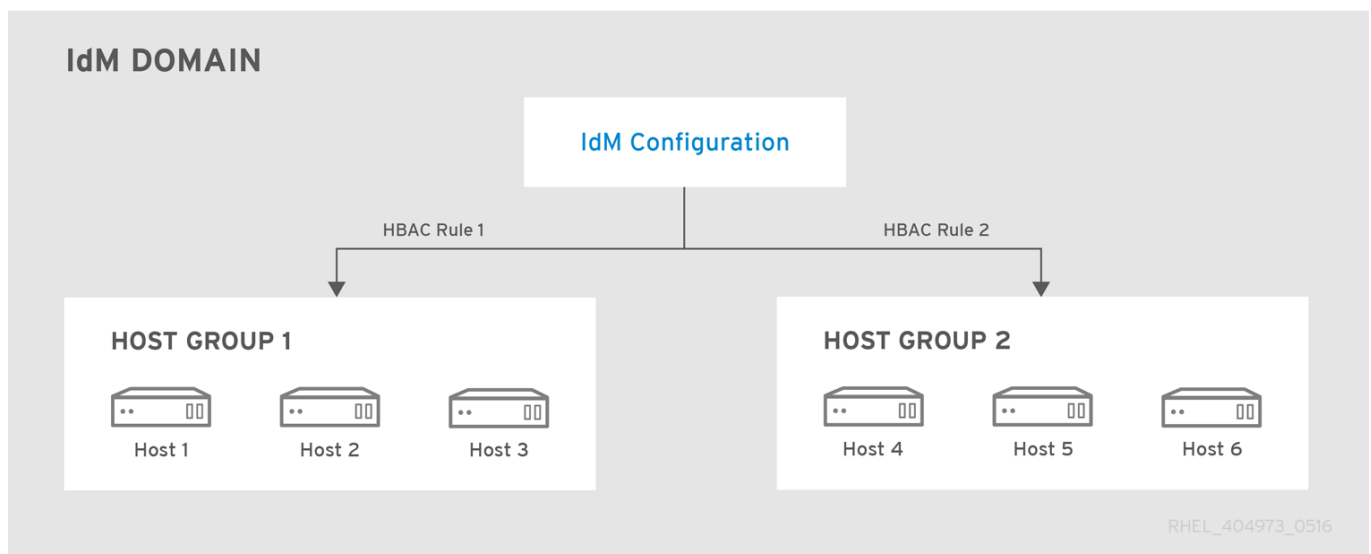 IdM DOMAIN
IdM Configuration
HBAC Rule 1
HBAC Rule 2
HOST GROUP 1
Host 1
Host 2
Host 3
HOST GROUP 2
Host 4
Host 5
Host 6
RHEL_404973_0516